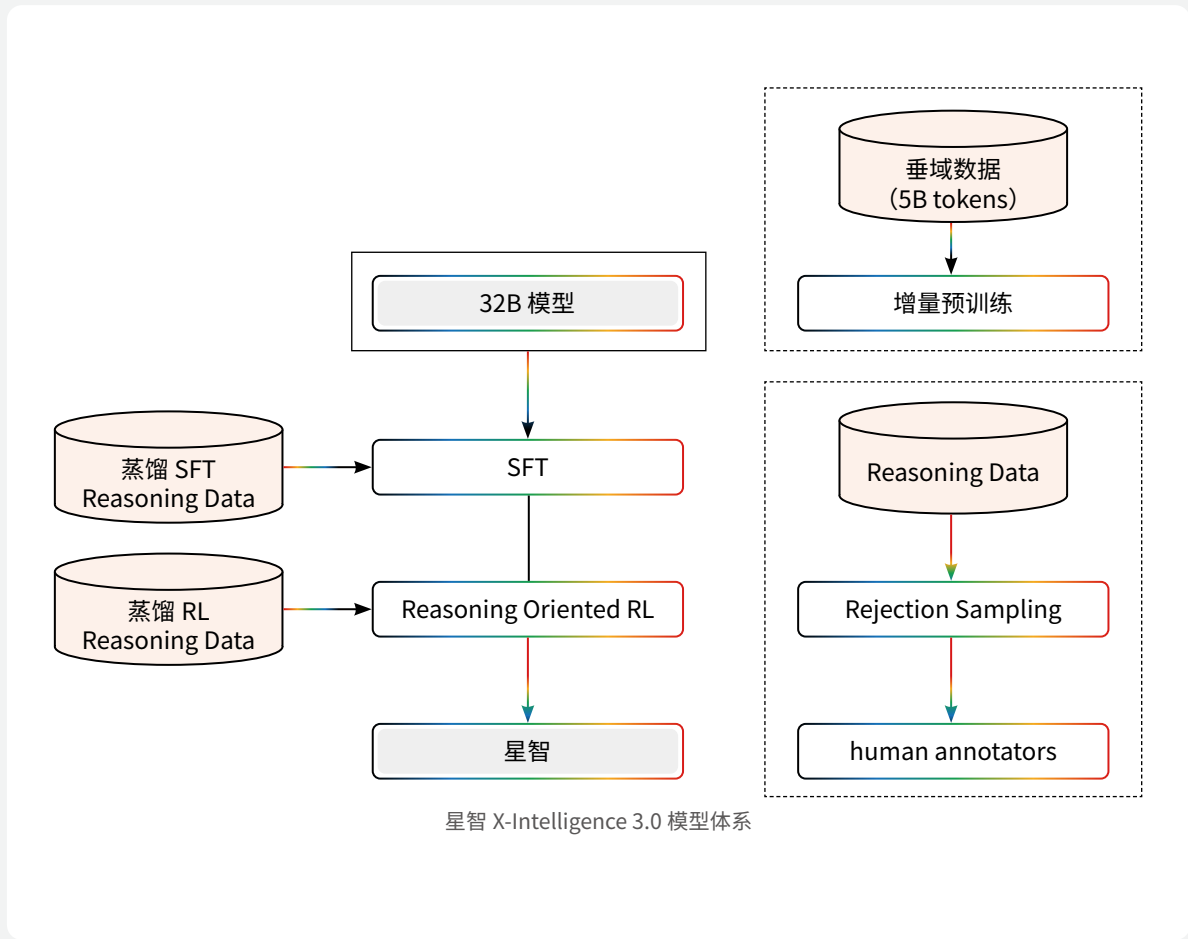 垂域数据
（5B tokens）
增量预训练
32B 模型
蒸馏 SFT
Reasoning Data
SFT
蒸馏 RL
Reasoning Data
Reasoning Oriented RL
星智
Reasoning Data
Rejection Sampling
human annotators
星智 X-Intelligence 3.0 模型体系